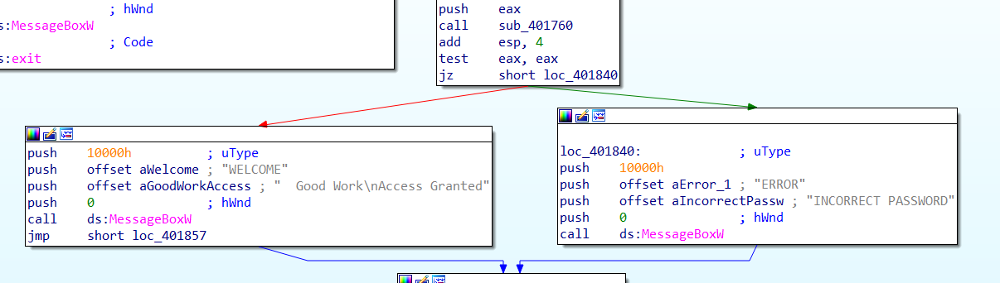 ; hWnd
s:MessageBoxW
; Code
s:exit
push eax
call sub_401760
add esp, 4
test eax, eax
jz short loc_401840
push 10000h ; uType
push offset aWelcome ; "WELCOME"
push offset aGoodWorkAccess ; "  Good Work\nAccess Granted"
push 0 ; hWnd
call ds:MessageBoxW
jmp short loc_401857
loc_401840: ; uType
push 10000h
push offset aError_1 ; "ERROR"
push offset aIncorrectPassw ; "INCORRECT PASSWORD"
push 0 ; hWnd
call ds:MessageBoxW